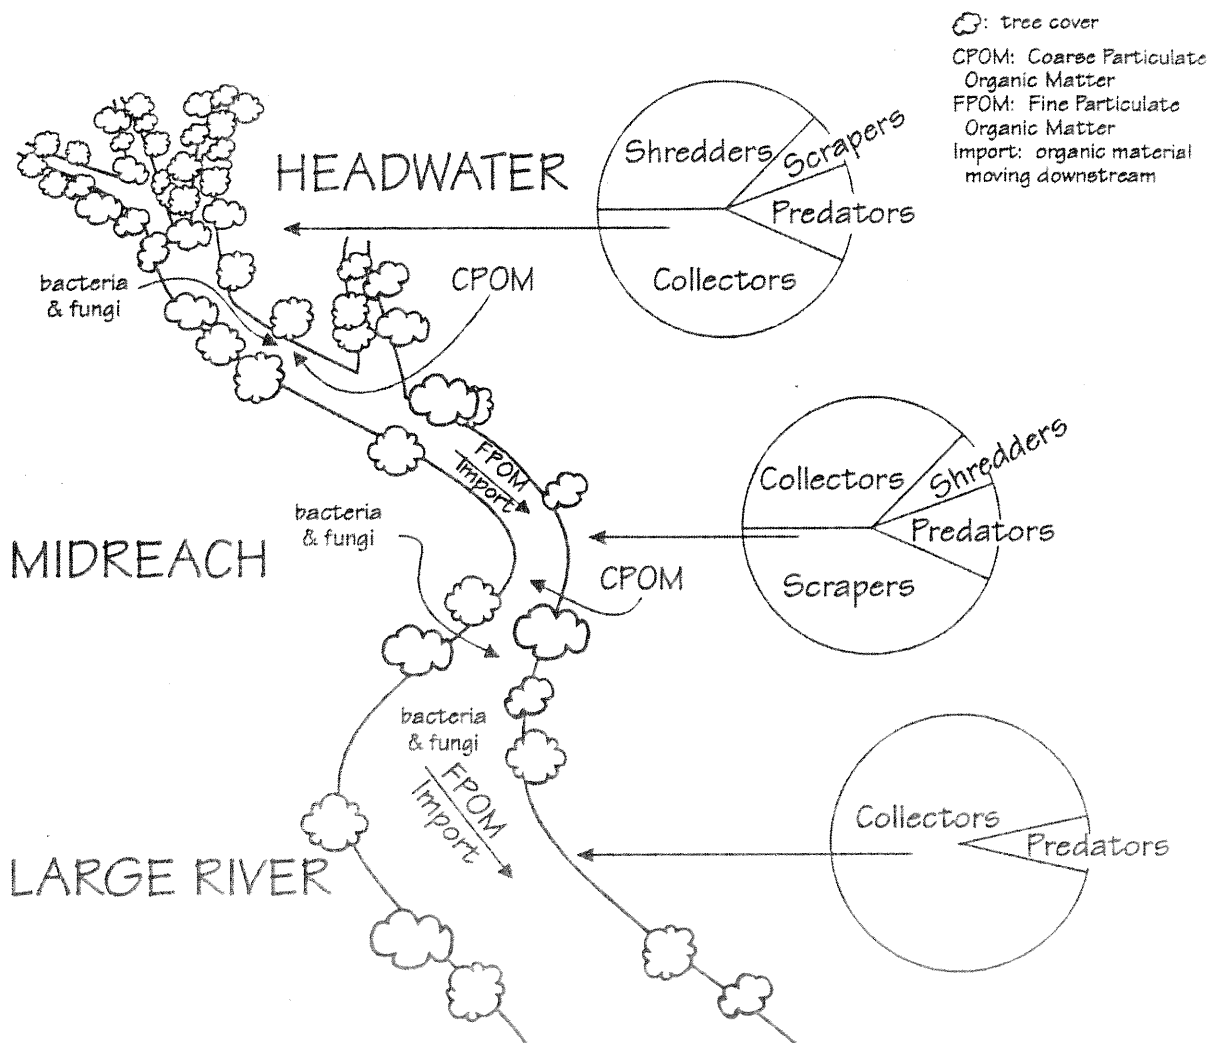 : tree cover
CPOM: Coarse Particulate
Organic Matter
FPOM: Fine Particulate
Organic Matter
Import: organic material
moving downstream
HEADWATER
Shredders
Scrapers
Predators
Collectors
bacteria
& fungi
CPOM
FPOM
Import
MIDREACH
bacteria
& fungi
CPOM
Collectors
Shredders
Predators
Scrapers
bacteria
& fungi
FPOM
Import
LARGE RIVER
Collectors
Predators